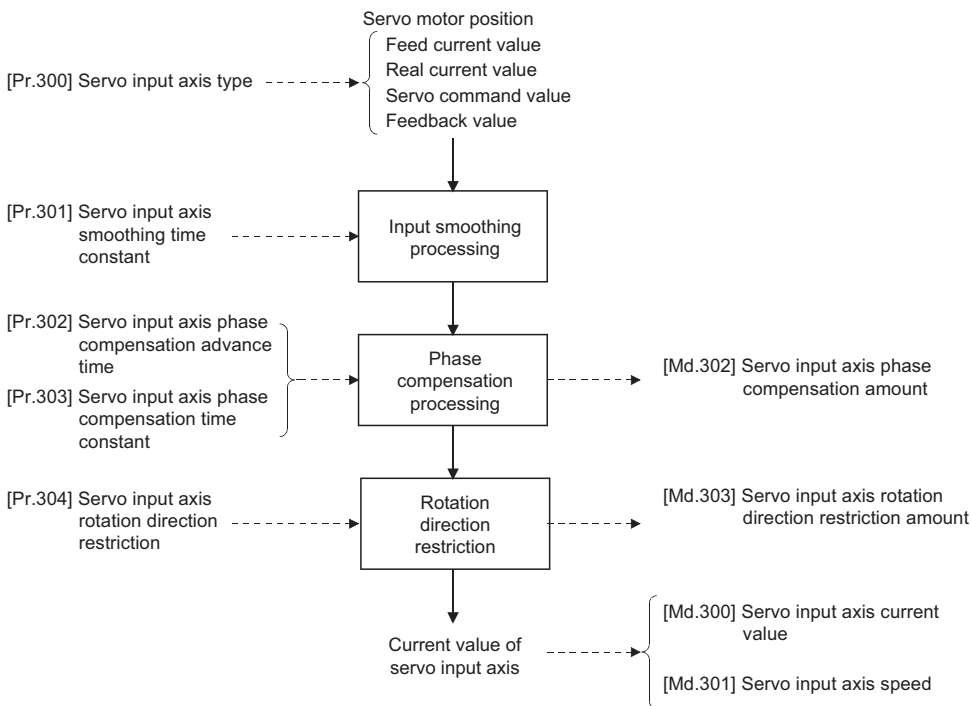 Servo motor position
Feed current value
Real current value
Servo command value
Feedback value
[Pr.300] Servo input axis type
[Pr.301] Servo input axis
smoothing time
constant
Input smoothing
processing
[Pr.302] Servo input axis phase
compensation advance
time
[Pr.303] Servo input axis phase
compensation time
constant
Phase
compensation
processing
[Md.302] Servo input axis phase
compensation amount
[Pr.304] Servo input axis
rotation direction
restriction
Rotation
direction
restriction
[Md.303] Servo input axis rotation
direction restriction amount
Current value of
servo input axis
[Md.300] Servo input axis current
value
[Md.301] Servo input axis speed